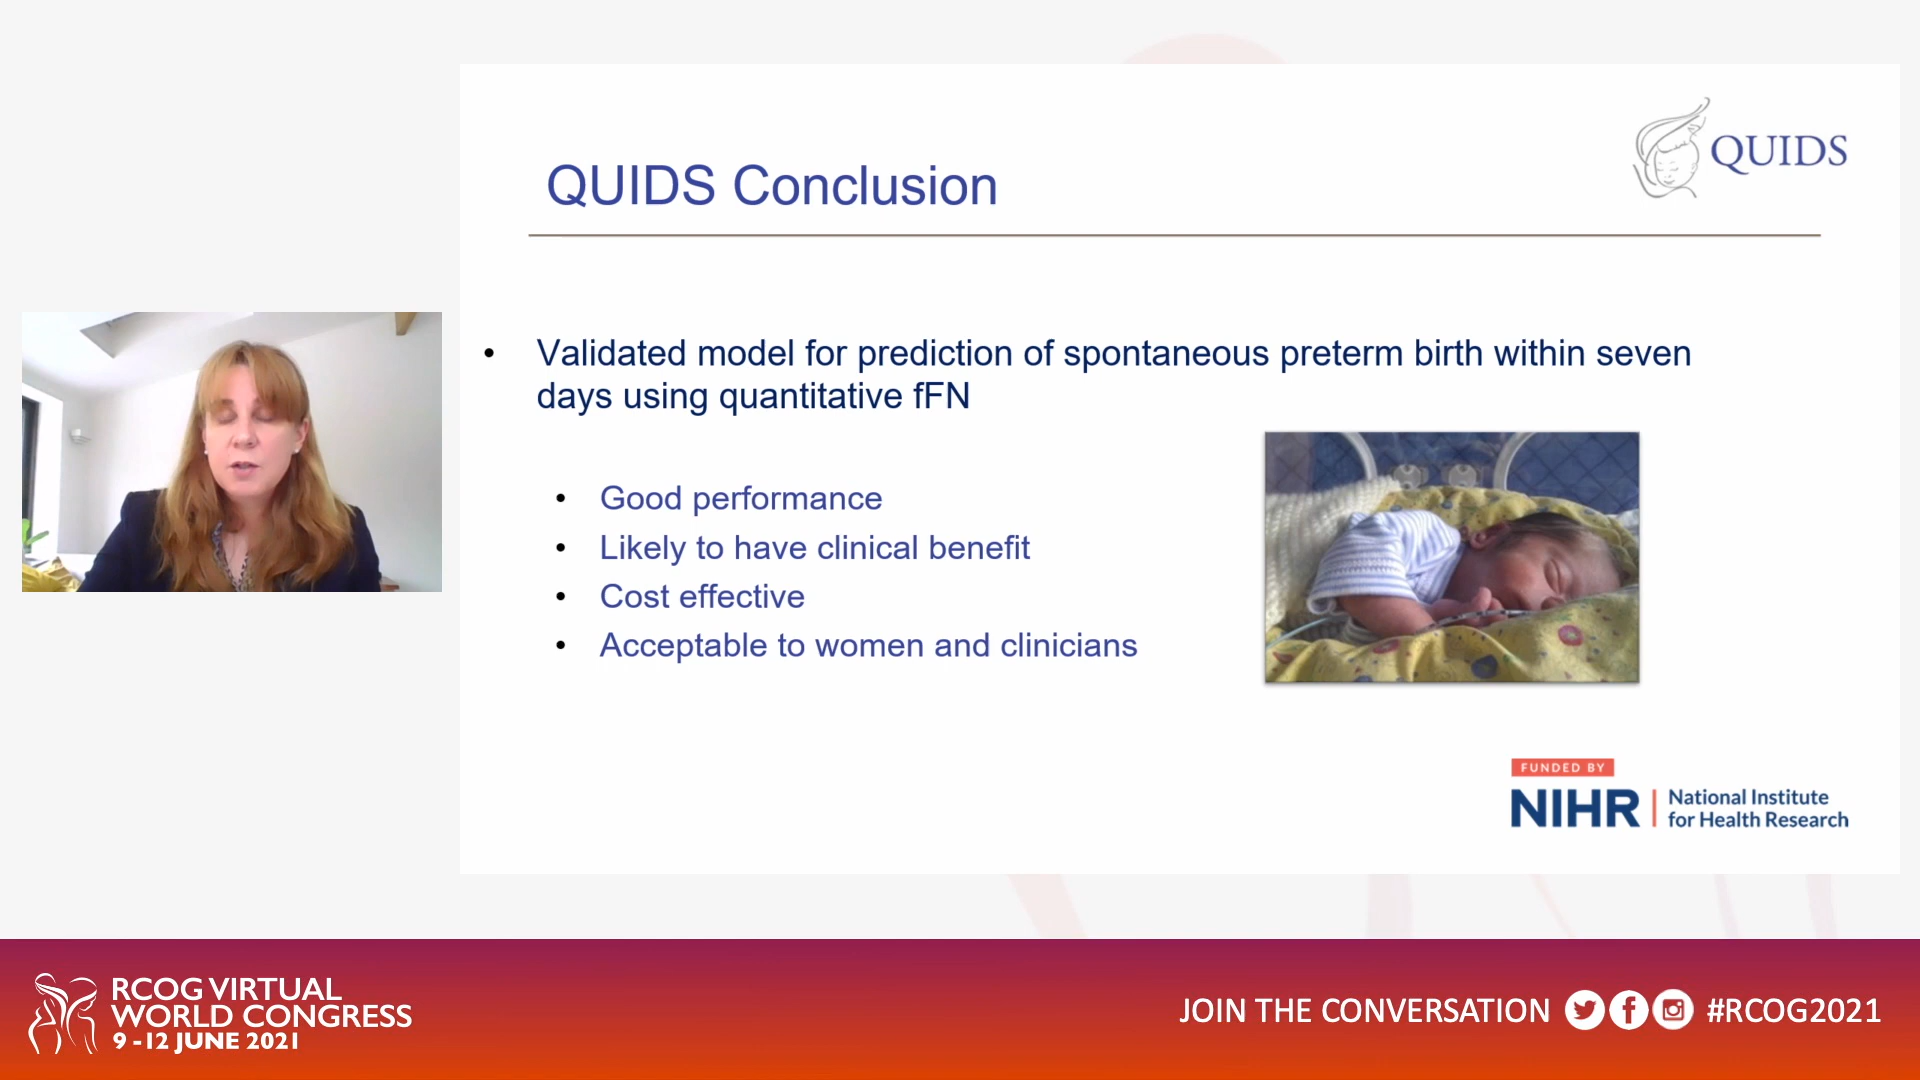 QUIDS
QUIDS Conclusion
• Validated model for prediction of spontaneous preterm birth within seven
days using quantitative fFN
• Good performance
• Likely to have clinical benefit
• Cost effective
• Acceptable to women and clinicians
FUNDED BY
NIHR | National Institute
for Health Research
RCOG VIRTUAL
WORLD CONGRESS
9 -12 JUNE 2021
JOIN THE CONVERSATION #RCOG2021